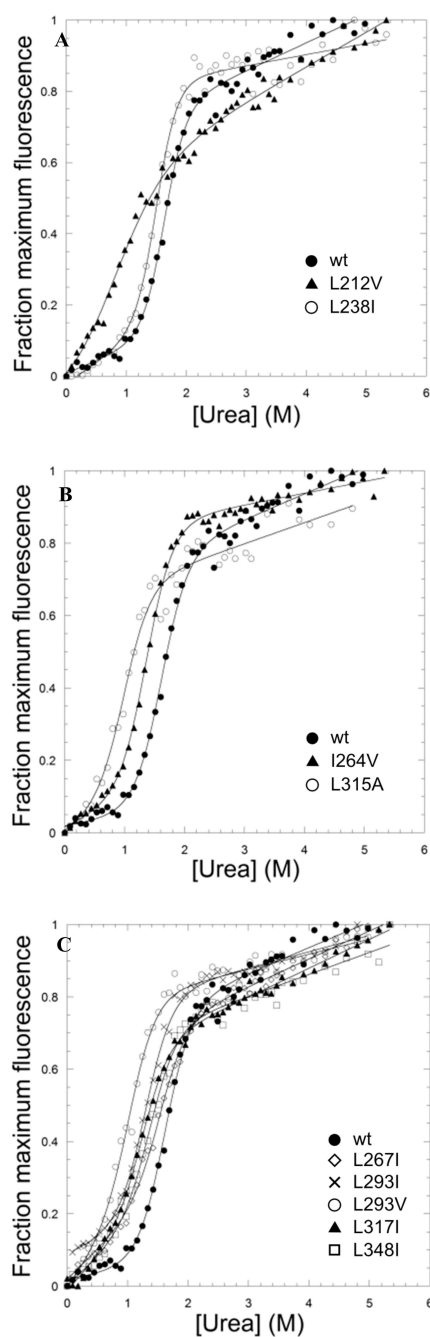 A
Fraction maximum fluorescence
1
0.8
0.6
0.4
0.2
0
wt
L212V
L238I
0 1 2 3 4 5 6
[Urea] (M)
B
Fraction maximum fluorescence
1
0.8
0.6
0.4
0.2
0
wt
I264V
L315A
0 1 2 3 4 5 6
[Urea] (M)
C
Fraction maximum fluorescence
1
0.8
0.6
0.4
0.2
0
wt
L267I
L293I
L293V
L317I
L348I
0 1 2 3 4 5 6
[Urea] (M)